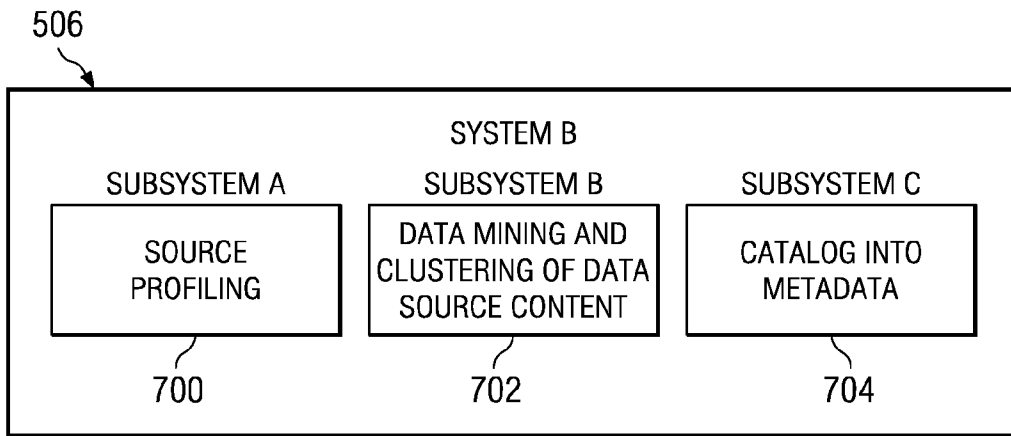 506
SYSTEM B
SUBSYSTEM A
SOURCE
PROFILING
700
SUBSYSTEM B
DATA MINING AND
CLUSTERING OF DATA
SOURCE CONTENT
702
SUBSYSTEM C
CATALOG INTO
METADATA
704